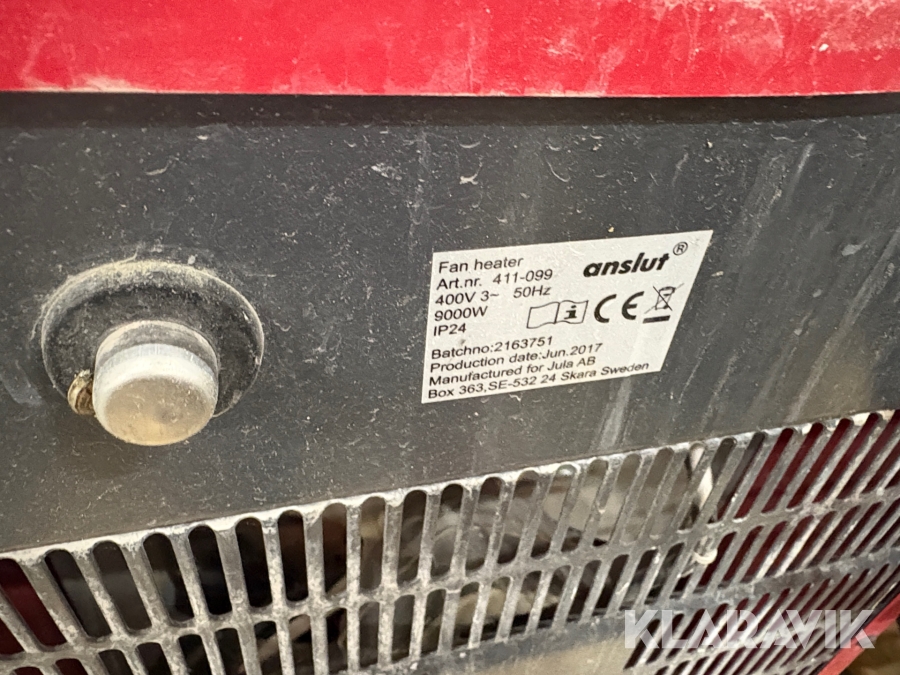 Fan heater
anslut®
Art.nr. 411-099
400V 3~ 50Hz
9000W
IP24
CE
Batchno:2163751
Production date:Jun.2017
Manufactured for Jula AB
Box 363,SE-532 24 Skara Sweden
KLARAVIK